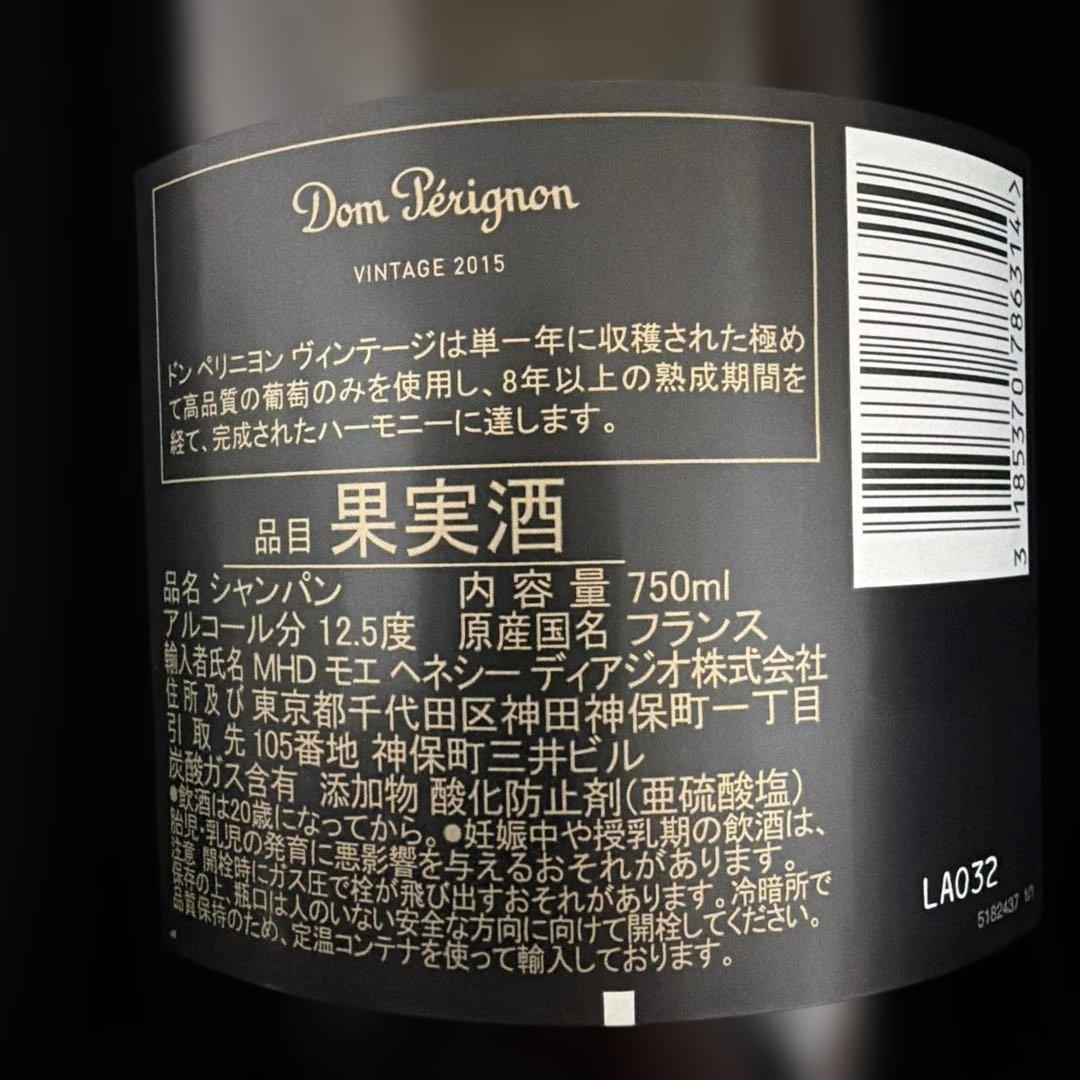 Dom Pérignon
VINTAGE 2015
ドン ペリニヨン ヴィンテージは単一年に収穫された極め
て高品質の葡萄のみを使用し、8年以上の熟成期間を
経て、完成されたハーモニーに達します。
品目 果実酒
品名 シャンパン 内容量 750ml
アルコール分 12.5度 原産国名 フランス
輸入者氏名 MHD モエ ヘネシー ディアジオ株式会社
住所及び 東京都千代田区神田神保町一丁目
引取先 105番地 神保町三井ビル
炭酸ガス含有 添加物 酸化防止剤(亜硫酸塩)
●飲酒は20歳になってから。●妊娠中や授乳期の飲酒は、
胎児・乳児の発育に悪影響を与えるおそれがあります。
注意 開栓時にガス圧で栓が飛び出すおそれがあります。冷暗所で
保存の上、瓶口は人のいない安全な方向に向けて開栓してください。
品質保持のため、定温コンテナを使って輸入しております。
3 185370 786314
LA032
5182437